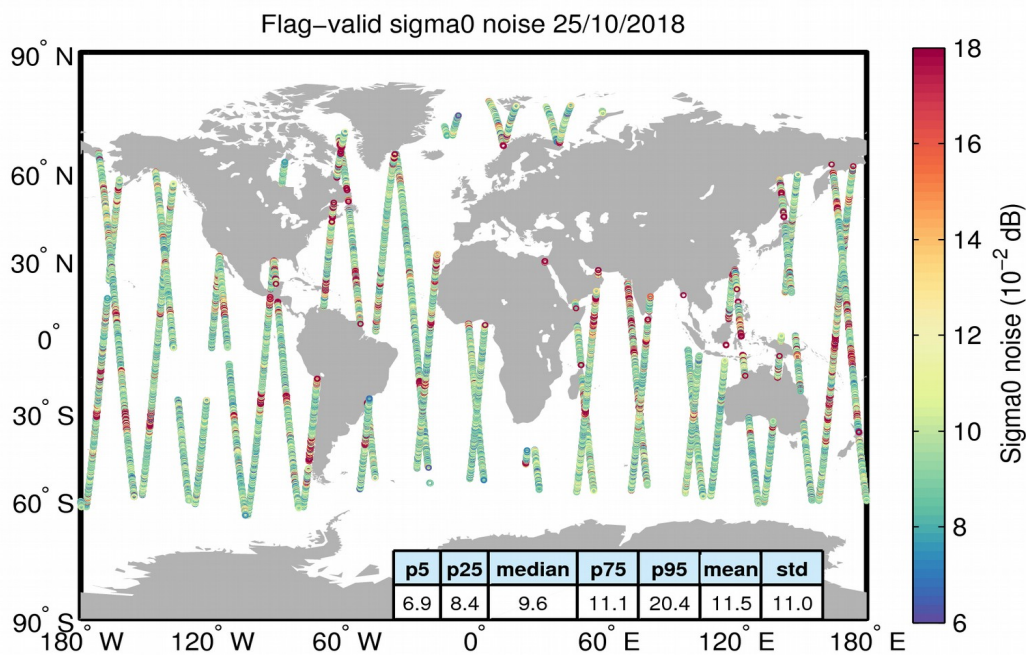 Flag−valid sigma0 noise 25/10/2018
90° N
60° N
30° N
0°
30° S
60° S
90° S
180° W
120° W
60° W
0°
60° E
120° E
180° E
p5 p25 median p75 p95 mean std
6.9 8.4 9.6 11.1 20.4 11.5 11.0
18
16
14
12
10
8
6
Sigma0 noise (10⁻² dB)